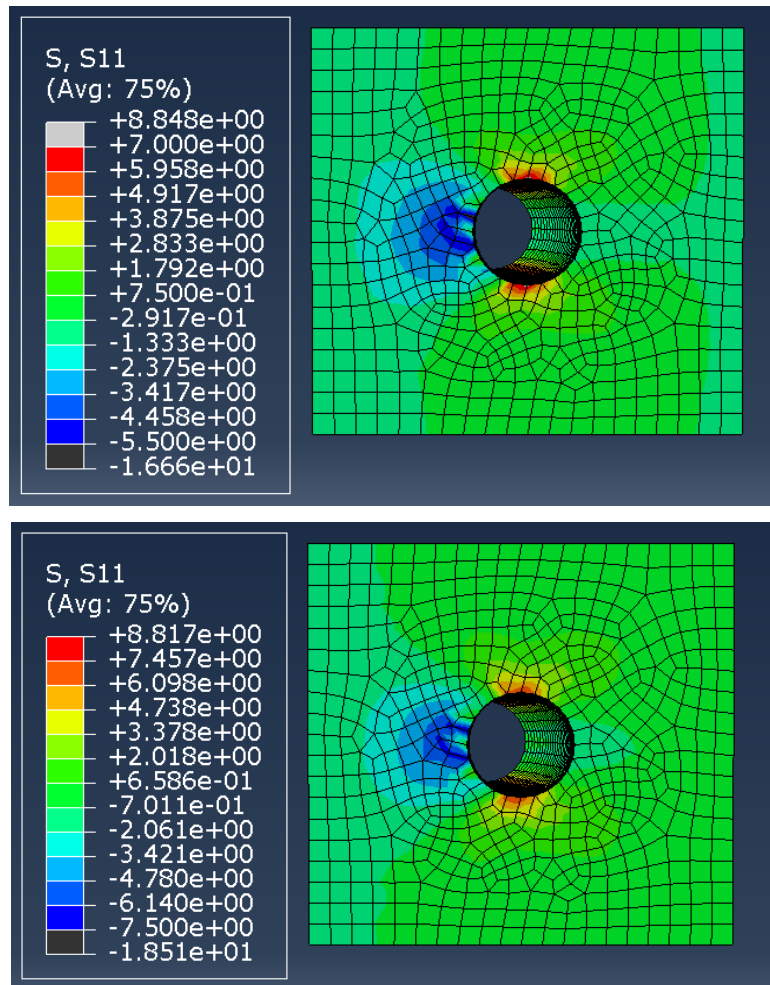 S, S11
(Avg: 75%)
+8.848e+00
+7.000e+00
+5.958e+00
+4.917e+00
+3.875e+00
+2.833e+00
+1.792e+00
+7.500e-01
-2.917e-01
-1.333e+00
-2.375e+00
-3.417e+00
-4.458e+00
-5.500e+00
-1.666e+01
S, S11
(Avg: 75%)
+8.817e+00
+7.457e+00
+6.098e+00
+4.738e+00
+3.378e+00
+2.018e+00
+6.586e-01
-7.011e-01
-2.061e+00
-3.421e+00
-4.780e+00
-6.140e+00
-7.500e+00
-1.851e+01